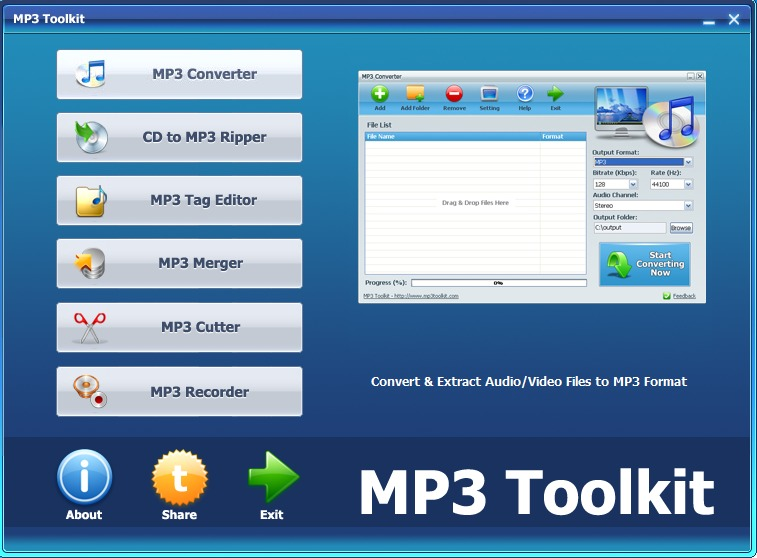 MP3 Toolkit
MP3 Converter
CD to MP3 Ripper
MP3 Tag Editor
MP3 Merger
MP3 Cutter
MP3 Recorder
MP3 Converter
Add Add Folder Remove Setting Help Exit
File List
File Name Format
Drag & Drop Files Here
Output Format:
MP3
Bitrate (Kbps): Rate (Hz):
128 44100
Audio Channel:
Stereo
Output Folder:
C:\output Browse
Start
Converting
Now
Progress (%): 0%
MP3 Toolkit - http://www.mp3toolkit.com Feedback
Convert & Extract Audio/Video Files to MP3 Format
i
About
t
Share
Exit
MP3 Toolkit